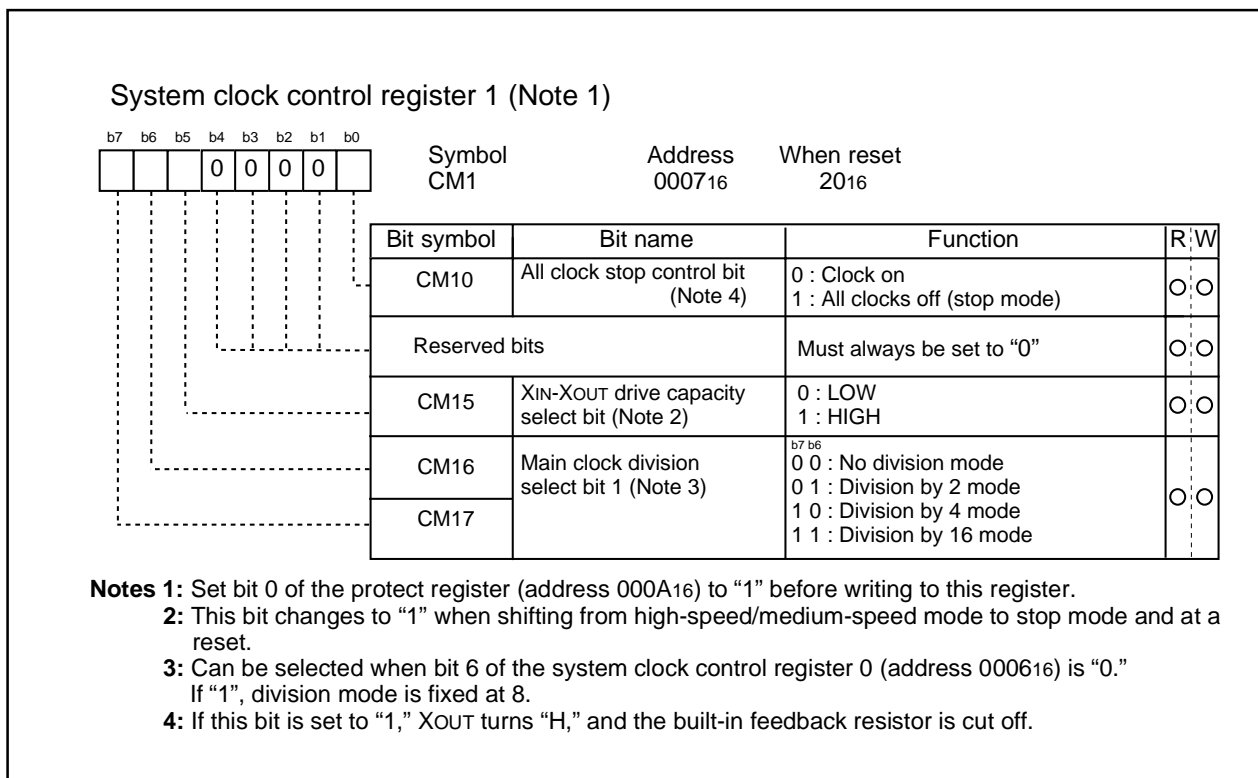 System clock control register 1 (Note 1)
b7 b6 b5 b4 b3 b2 b1 b0
0 0 0 0
Symbol Address When reset
CM1 000716 2016
Bit symbol Bit name Function R W
CM10 All clock stop control bit (Note 4) 0 : Clock on
1 : All clocks off (stop mode)
Reserved bits Must always be set to “0”
CM15 XIN-XOUT drive capacity select bit (Note 2) 0 : LOW
1 : HIGH
CM16 Main clock division select bit 1 (Note 3) b7 b6
0 0 : No division mode
0 1 : Division by 2 mode
CM17 1 0 : Division by 4 mode
1 1 : Division by 16 mode
Notes 1: Set bit 0 of the protect register (address 000A16) to “1” before writing to this register.
2: This bit changes to “1” when shifting from high-speed/medium-speed mode to stop mode and at a
reset.
3: Can be selected when bit 6 of the system clock control register 0 (address 000616) is “0.”
If “1”, division mode is fixed at 8.
4: If this bit is set to “1,” XOUT turns “H,” and the built-in feedback resistor is cut off.